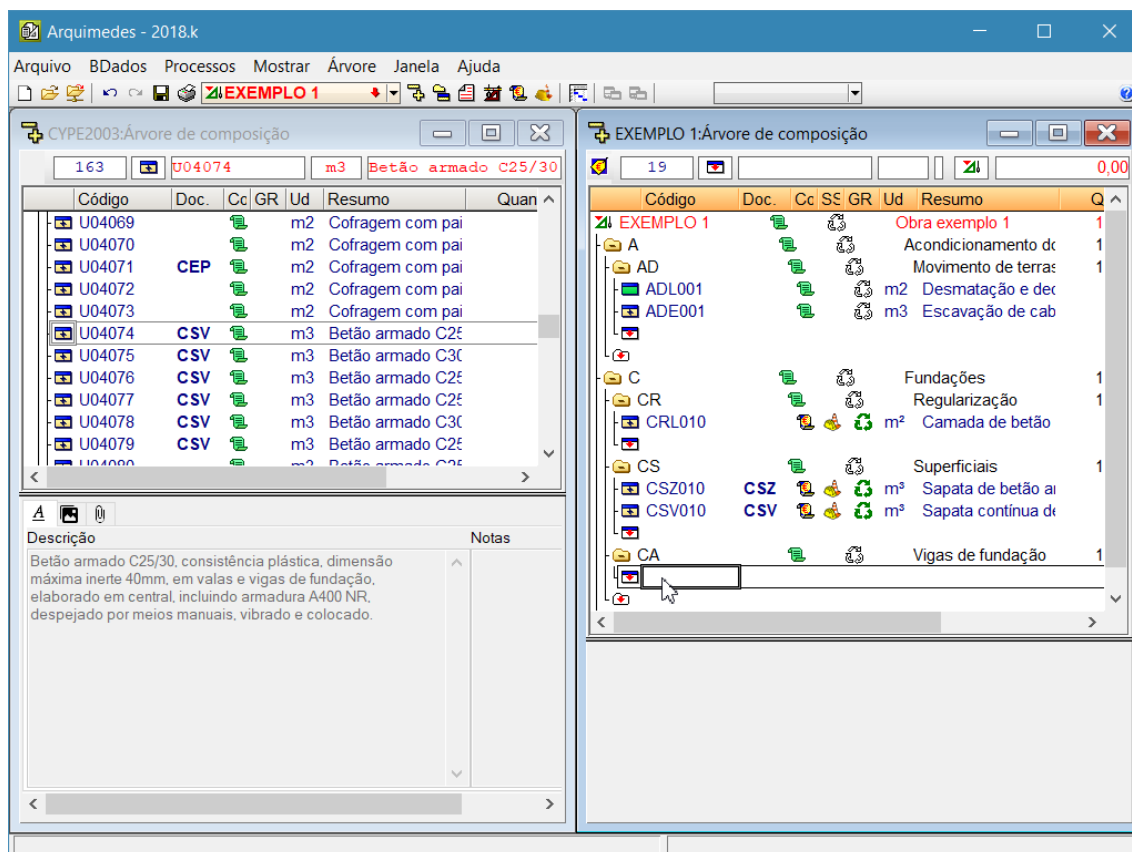 Arquimedes - 2018.k
Arquivo BDados Processos Mostrar Árvore Janela Ajuda
EXEMPLO 1
CYPE2003:Árvore de composição
163 U04074 m3 Betão armado C25/30
Código Doc. Cc GR Ud Resumo Quan
U04069 m2 Cofragem com pai
U04070 m2 Cofragem com pai
U04071 CEP m2 Cofragem com pai
U04072 m2 Cofragem com pai
U04073 m2 Cofragem com pai
U04074 CSV m3 Betão armado C25
U04075 CSV m3 Betão armado C30
U04076 CSV m3 Betão armado C25
U04077 CSV m3 Betão armado C25
U04078 CSV m3 Betão armado C30
U04079 CSV m3 Betão armado C25
U04080 m3 Betão armado C25
A
Descrição Notas
Betão armado C25/30, consistência plástica, dimensão
máxima inerte 40mm, em valas e vigas de fundação,
elaborado em central, incluindo armadura A400 NR,
despejado por meios manuais, vibrado e colocado.
EXEMPLO 1:Árvore de composição
19 0,00
Código Doc. Cc SS GR Ud Resumo Q
EXEMPLO 1 Obra exemplo 1 1
A Acondicionamento do 1
AD Movimento de terras 1
ADL001 m2 Desmatação e dec
ADE001 m3 Escavação de cab
C Fundações 1
CR Regularização 1
CRL010 m² Camada de betão
CS Superficiais 1
CSZ010 CSZ m³ Sapata de betão ar
CSV010 CSV m³ Sapata contínua de
CA Vigas de fundação 1